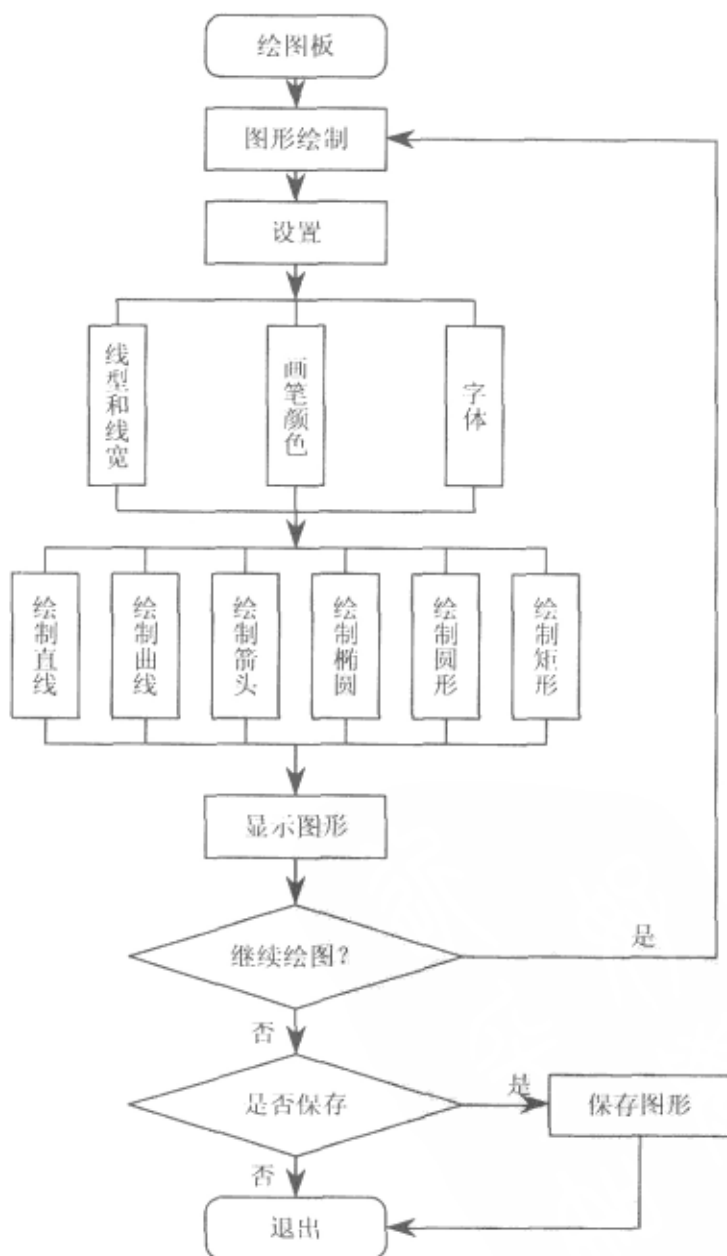 绘图板
图形绘制
设置
线型和线宽
画笔颜色
字体
绘制直线
绘制曲线
绘制箭头
绘制椭圆
绘制圆形
绘制矩形
显示图形
继续绘图?
是
否
是否保存
是
保存图形
否
退出